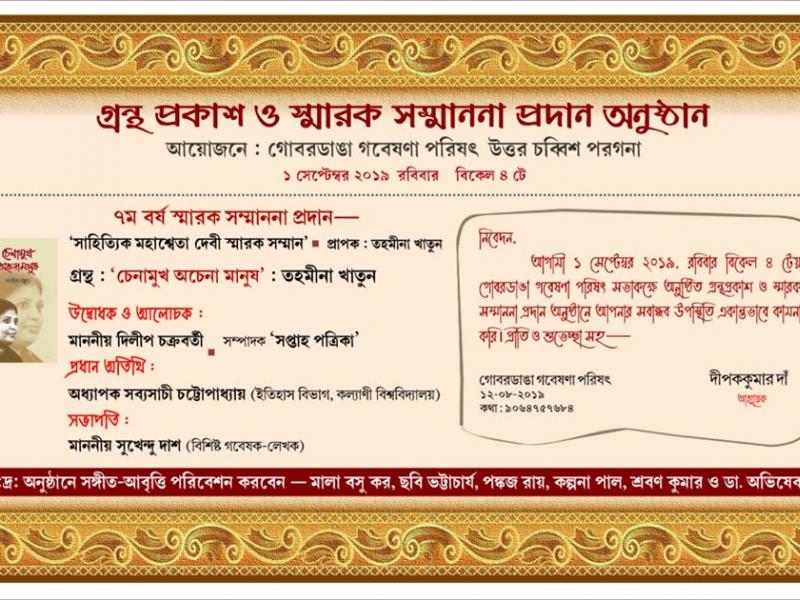 গ্রন্থ প্রকাশ ও স্মারক সম্মাননা প্রদান অনুষ্ঠান
আয়োজনে : গোবরডাঙা গবেষণা পরিষৎ উত্তর চব্বিশ পরগনা
১ সেপ্টেম্বর ২০১৯ রবিবার বিকেল ৪ টে
৭ম বর্ষ স্মারক সম্মাননা প্রদান—
'সাহিত্যিক মহাশ্বেতা দেবী স্মারক সম্মান' ▪ প্রাপক : তহমীনা খাতুন
গ্রন্থ : 'চেনামুখ অচেনা মানুষ' : তহমীনা খাতুন
চেনামুখ
অচেনা মানুষ
উদ্বোধক ও আলোচক :
মাননীয় দিলীপ চক্রবর্তী ▪ সম্পাদক 'সপ্তাহ পত্রিকা'
প্রধান অতিথি :
অধ্যাপক সব্যসাচী চট্টোপাধ্যায় (ইতিহাস বিভাগ, কল্যাণী বিশ্ববিদ্যালয়)
সভাপতি :
মাননীয় সুখেন্দু দাশ (বিশিষ্ট গবেষক-লেখক)
নিবেদন,
আগামী ১ সেপ্টেম্বর ২০১৯, রবিবার বিকেল ৪ টেয়
গোবরডাঙা গবেষণা পরিষৎ সভাকক্ষে অনুষ্ঠিত গ্রন্থপ্রকাশ ও স্মারক
সম্মাননা প্রদান অনুষ্ঠানে আপনার সবান্ধব উপস্থিতি একান্তভাবে কামনা
করি। প্রীতি ও শুভেচ্ছা সহ—
গোবরডাঙা গবেষণা পরিষৎ
১২-০৮-২০১৯
কথা : ৯০৬৪৭৫৭৬৮৪
দীপককুমার দাঁ
আহ্বায়ক
দ্র: অনুষ্ঠানে সঙ্গীত-আবৃত্তি পরিবেশন করবেন — মালা বসু কর, ছবি ভট্টাচার্য, পঙ্কজ রায়, কল্পনা পাল, শ্রবণ কুমার ও ডা. অভিষেক